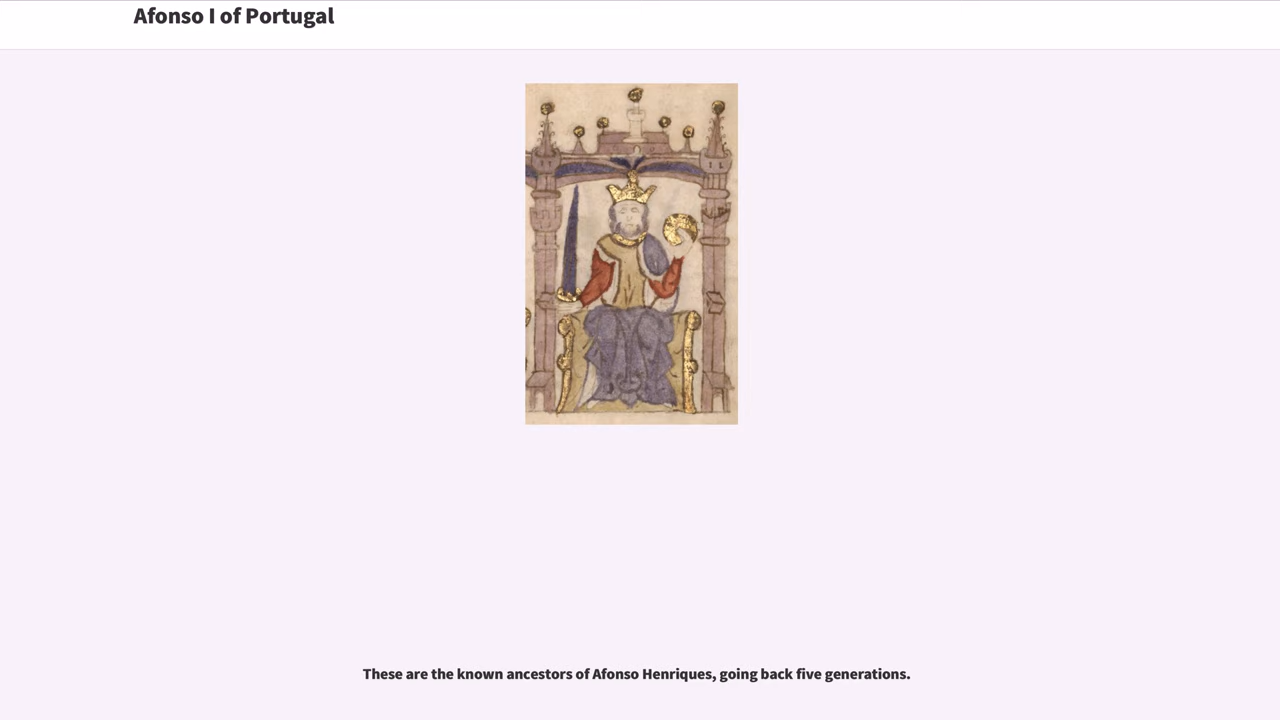 Afonso I of Portugal
These are the known ancestors of Afonso Henriques, going back five generations.